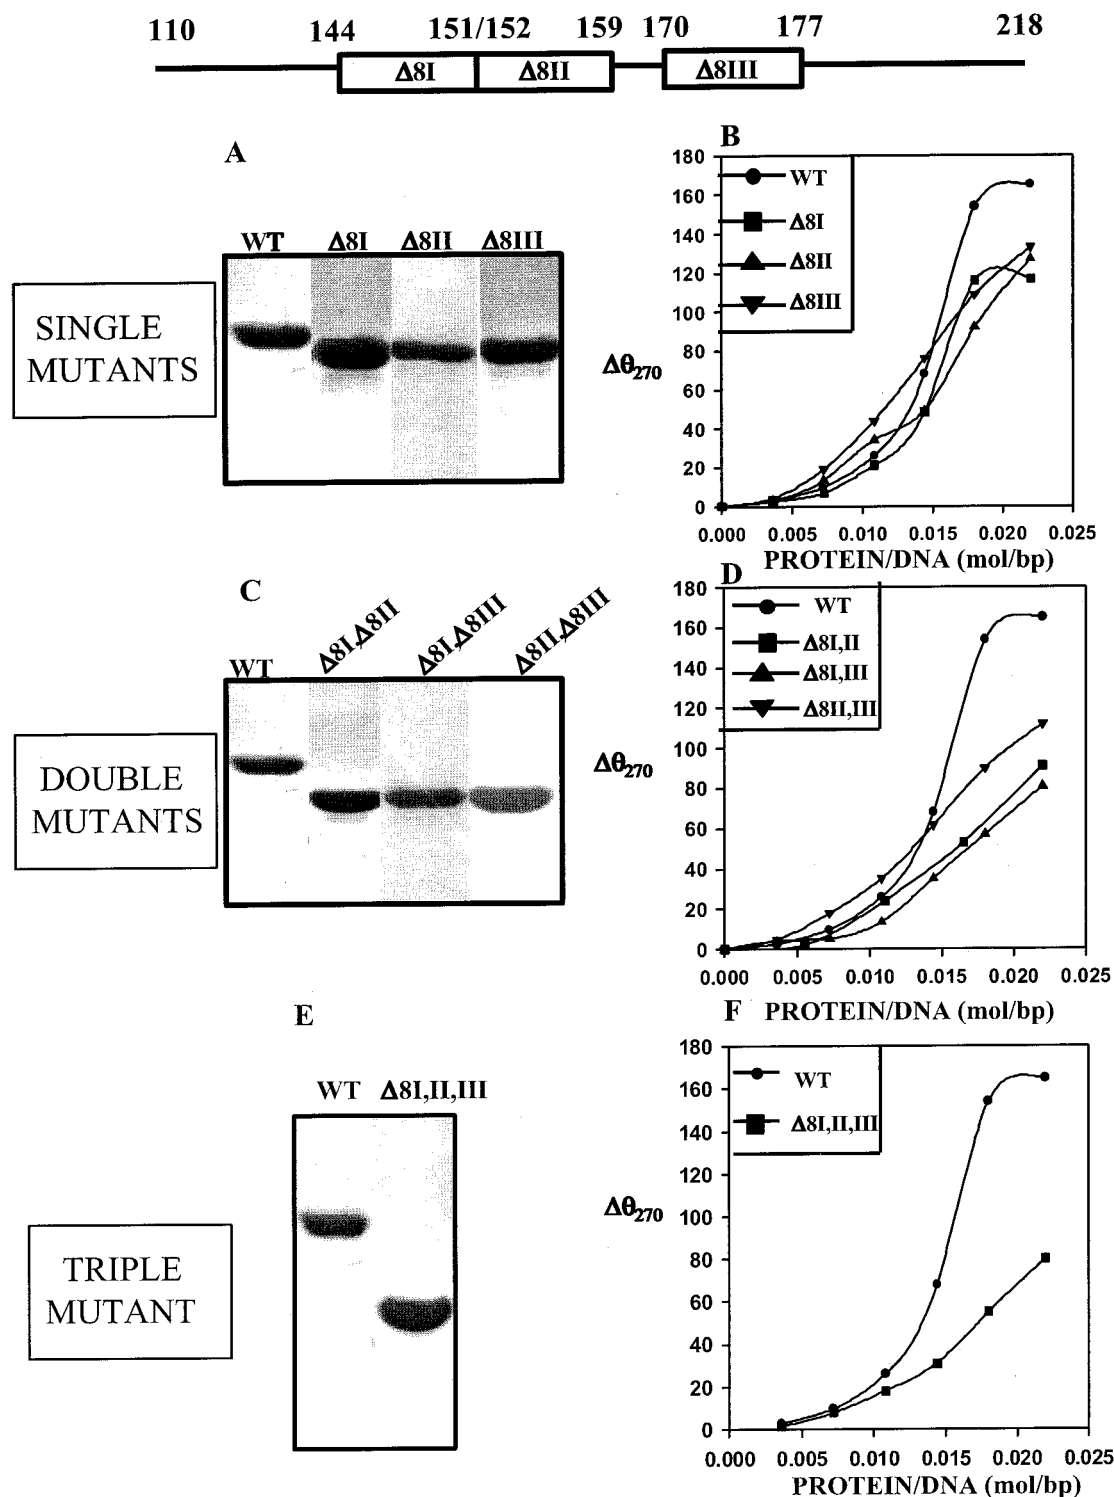 110 144 151/152 159 170 177 218
Δ8I Δ8II Δ8III
A
WT Δ8I Δ8II Δ8III
SINGLE
MUTANTS
B
180
160
140
120
100
80
60
40
20
0
WT
Δ8I
Δ8II
Δ8III
Δθ270
0.000 0.005 0.010 0.015 0.020 0.025
PROTEIN/DNA (mol/bp)
C
WT Δ8I,Δ8II Δ8I,Δ8III Δ8II,Δ8III
DOUBLE
MUTANTS
D
180
160
140
120
100
80
60
40
20
0
WT
Δ8I,II
Δ8I,III
Δ8II,III
Δθ270
0.000 0.005 0.010 0.015 0.020 0.025
PROTEIN/DNA (mol/bp)
E
WT Δ8I,II,III
TRIPLE
MUTANT
F
180
160
140
120
100
80
60
40
20
0
WT
Δ8I,II,III
Δθ270
0.000 0.005 0.010 0.015 0.020 0.025
PROTEIN/DNA (mol/bp)